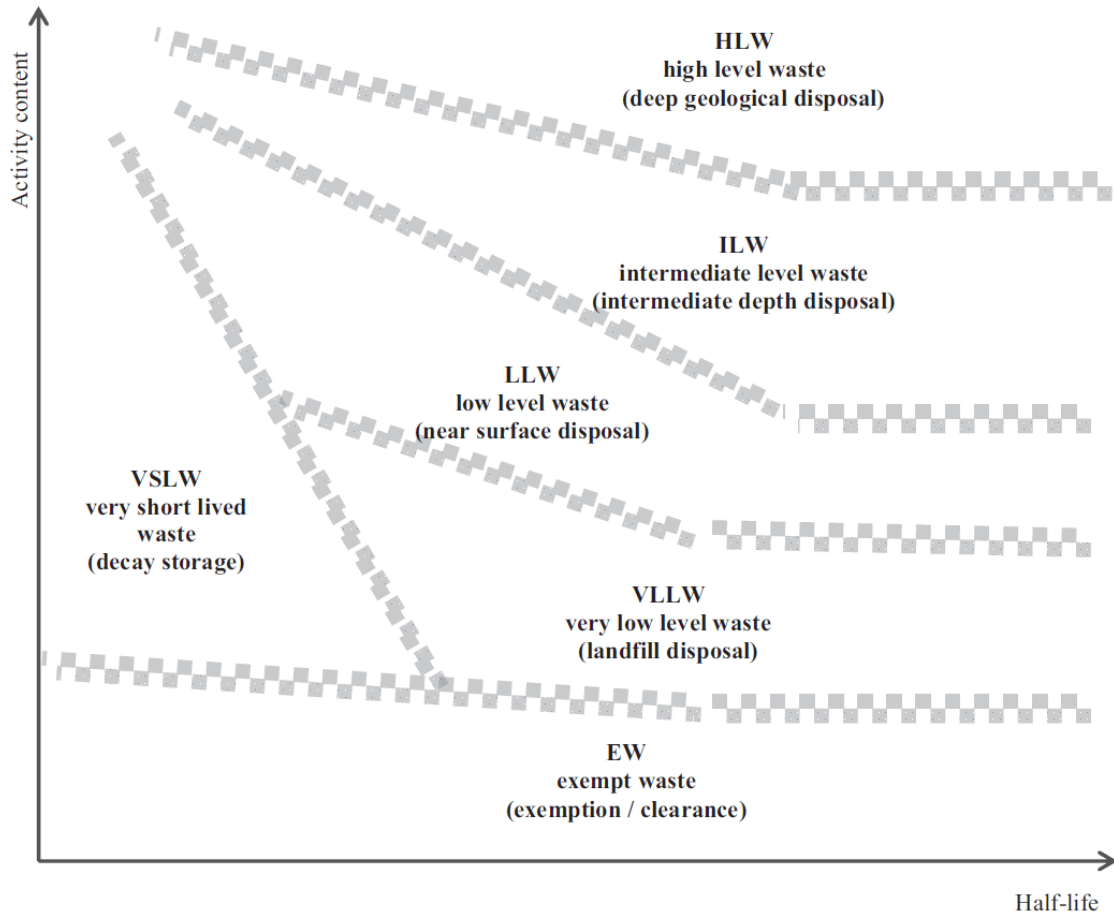 Activity content
HLW
high level waste
(deep geological disposal)
ILW
intermediate level waste
(intermediate depth disposal)
LLW
low level waste
(near surface disposal)
VSLW
very short lived
waste
(decay storage)
VLLW
very low level waste
(landfill disposal)
EW
exempt waste
(exemption / clearance)
Half-life